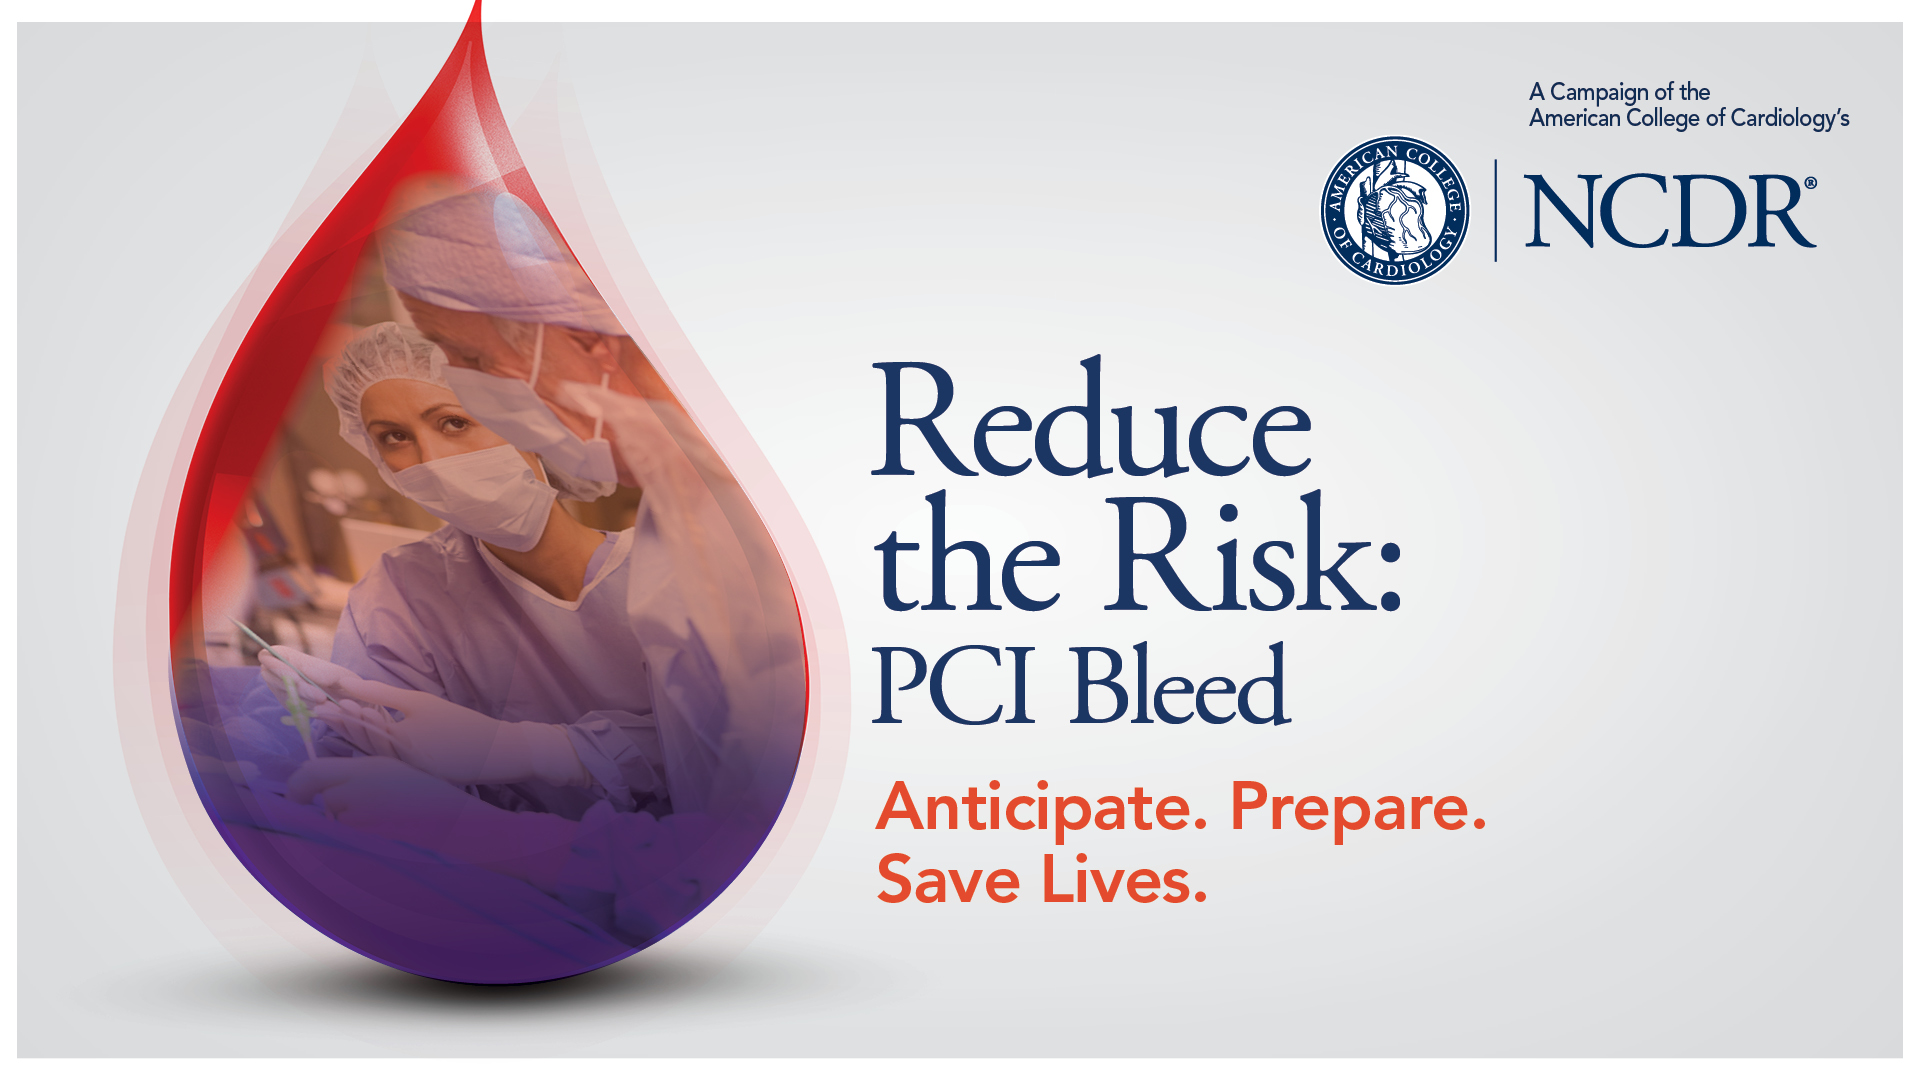 A Campaign of the
American College of Cardiology's
AMERICAN COLLEGE
· OF CARDIOLOGY ·
NCDR®
Reduce
the Risk:
PCI Bleed
Anticipate. Prepare.
Save Lives.